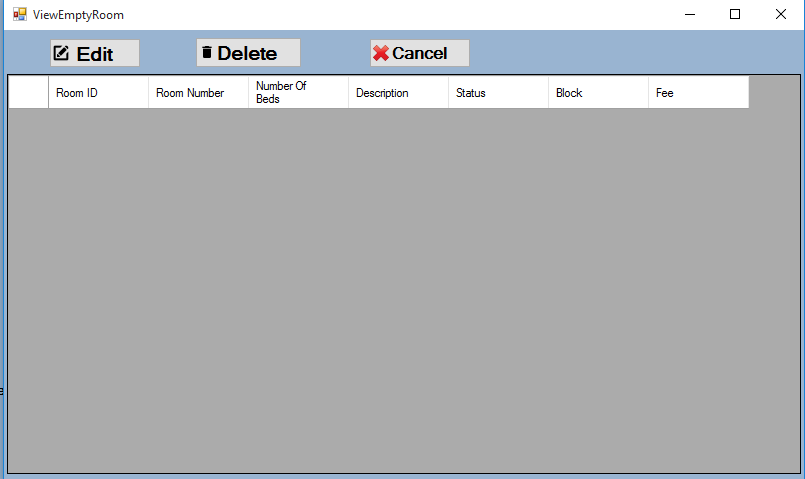 ViewEmptyRoom
Edit Delete Cancel
Room ID Room Number Number Of Beds Description Status Block Fee